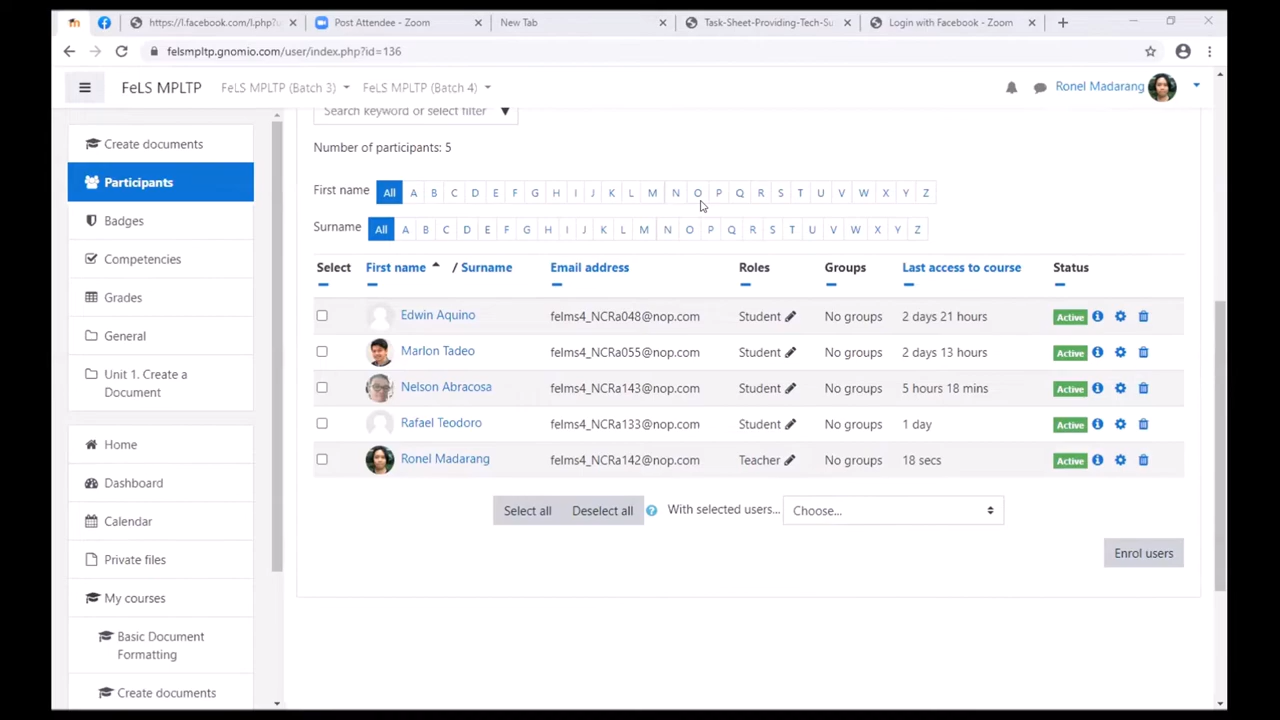 https://l.facebook.com/l.php?u
Post Attendee - Zoom
New Tab
Task-Sheet-Providing-Tech-Su
Login with Facebook - Zoom
felsmpltp.gnomio.com/user/index.php?id=136
FeLS MPLTP FeLS MPLTP (Batch 3) FeLS MPLTP (Batch 4) Ronel Madarang
Search keyword or select filter
Create documents
Participants
Badges
Competencies
Grades
General
Unit 1. Create a
Document
Home
Dashboard
Calendar
Private files
My courses
Basic Document
Formatting
Create documents
Number of participants: 5
First name All A B C D E F G H I J K L M N O P Q R S T U V W X Y Z
Surname All A B C D E F G H I J K L M N O P Q R S T U V W X Y Z
Select First name / Surname Email address Roles Groups Last access to course Status
Edwin Aquino felms4_NCRa048@nop.com Student No groups 2 days 21 hours Active
Marlon Tadeo felms4_NCRa055@nop.com Student No groups 2 days 13 hours Active
Nelson Abracosa felms4_NCRa143@nop.com Student No groups 5 hours 18 mins Active
Rafael Teodoro felms4_NCRa133@nop.com Student No groups 1 day Active
Ronel Madarang felms4_NCRa142@nop.com Teacher No groups 18 secs Active
Select all Deselect all With selected users... Choose...
Enrol users